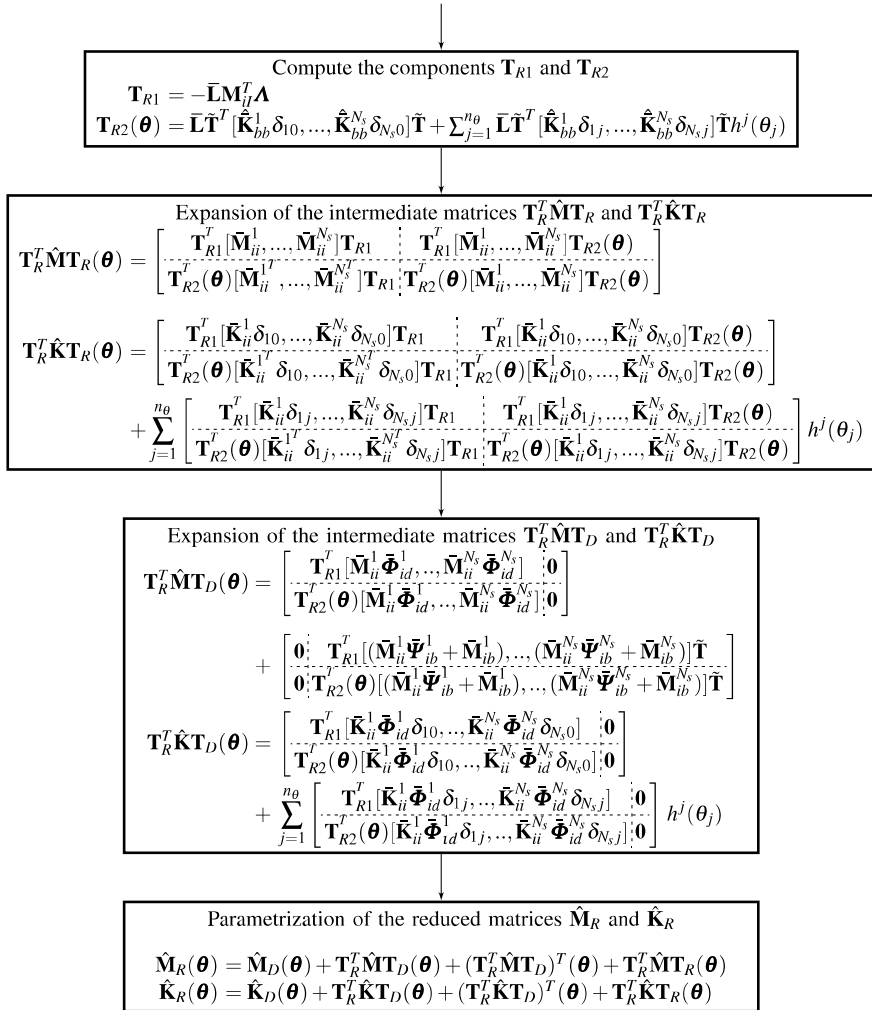 Compute the components 𝐓_{R1} and 𝐓_{R2}
𝐓_{R1} = −L̄M_{iI}^T Λ
𝐓_{R2}(θ) = L̄T̃^T [K̂̄_{bb}^1 δ_{10}, ..., K̂̄_{bb}^{N_s} δ_{N_s0}]T̃ + ∑_{j=1}^{n_θ} L̄T̃^T [K̂̄_{bb}^1 δ_{1j}, ..., K̂̄_{bb}^{N_s} δ_{N_sj}]T̃h^j(θ_j)
Expansion of the intermediate matrices T_R^T M̂T_R and T_R^T K̂T_R
T_R^T M̂T_R(θ) = [ T_{R1}^T[M̄_{ii}^1, ..., M̄_{ii}^{N_s}]T_{R1} | T_{R1}^T[M̄_{ii}^1, ..., M̄_{ii}^{N_s}]T_{R2}(θ)
T_{R2}^T(θ)[M̄_{ii}^{1^T}, ..., M̄_{ii}^{N_s^T}]T_{R1} | T_{R2}^T(θ)[M̄_{ii}^1, ..., M̄_{ii}^{N_s}]T_{R2}(θ) ]
T_R^T K̂T_R(θ) = [ T_{R1}^T[K̄_{ii}^1 δ_{10}, ..., K̄_{ii}^{N_s} δ_{N_s0}]T_{R1} | T_{R1}^T[K̄_{ii}^1 δ_{10}, ..., K̄_{ii}^{N_s} δ_{N_s0}]T_{R2}(θ)
T_{R2}^T(θ)[K̄_{ii}^{1^T} δ_{10}, ..., K̄_{ii}^{N_s^T} δ_{N_s0}]T_{R1} | T_{R2}^T(θ)[K̄_{ii}^1 δ_{10}, ..., K̄_{ii}^{N_s} δ_{N_s0}]T_{R2}(θ) ]
+ ∑_{j=1}^{n_θ} [ T_{R1}^T[K̄_{ii}^1 δ_{1j}, ..., K̄_{ii}^{N_s} δ_{N_sj}]T_{R1} | T_{R1}^T[K̄_{ii}^1 δ_{1j}, ..., K̄_{ii}^{N_s} δ_{N_sj}]T_{R2}(θ)
T_{R2}^T(θ)[K̄_{ii}^{1^T} δ_{1j}, ..., K̄_{ii}^{N_s^T} δ_{N_sj}]T_{R1} | T_{R2}^T(θ)[K̄_{ii}^1 δ_{1j}, ..., K̄_{ii}^{N_s} δ_{N_sj}]T_{R2}(θ) ] h^j(θ_j)
Expansion of the intermediate matrices T_R^T M̂T_D and T_R^T K̂T_D
T_R^T M̂T_D(θ) = [ T_{R1}^T[M̄_{ii}^1 Φ̄_{id}^1, .., M̄_{ii}^{N_s} Φ̄_{id}^{N_s}] | 0
T_{R2}^T(θ)[M̄_{ii}^1 Φ̄_{id}^1, .., M̄_{ii}^{N_s} Φ̄_{id}^{N_s}] | 0 ]
+ [ 0 | T_{R1}^T[(M̄_{ii}^1 Ψ̄_{ib}^1 + M̄_{ib}^1), .., (M̄_{ii}^{N_s} Ψ̄_{ib}^{N_s} + M̄_{ib}^{N_s})]T̃
0 | T_{R2}^T(θ)[(M̄_{ii}^1 Ψ̄_{ib}^1 + M̄_{ib}^1), .., (M̄_{ii}^{N_s} Ψ̄_{ib}^{N_s} + M̄_{ib}^{N_s})]T̃ ]
T_R^T K̂T_D(θ) = [ T_{R1}^T[K̄_{ii}^1 Φ̄_{id}^1 δ_{10}, .., K̄_{ii}^{N_s} Φ̄_{id}^{N_s} δ_{N_s0}] | 0
T_{R2}^T(θ)[K̄_{ii}^1 Φ̄_{id}^1 δ_{10}, .., K̄_{ii}^{N_s} Φ̄_{id}^{N_s} δ_{N_s0}] | 0 ]
+ ∑_{j=1}^{n_θ} [ T_{R1}^T[K̄_{ii}^1 Φ̄_{id}^1 δ_{1j}, .., K̄_{ii}^{N_s} Φ̄_{id}^{N_s} δ_{N_sj}] | 0
T_{R2}^T(θ)[K̄_{ii}^1 Φ̄_{id}^1 δ_{1j}, .., K̄_{ii}^{N_s} Φ̄_{id}^{N_s} δ_{N_sj}] | 0 ] h^j(θ_j)
Parametrization of the reduced matrices M̂_R and K̂_R
M̂_R(θ) = M̂_D(θ) + T_R^T M̂T_D(θ) + (T_R^T M̂T_D)^T(θ) + T_R^T M̂T_R(θ)
K̂_R(θ) = K̂_D(θ) + T_R^T K̂T_D(θ) + (T_R^T K̂T_D)^T(θ) + T_R^T K̂T_R(θ)